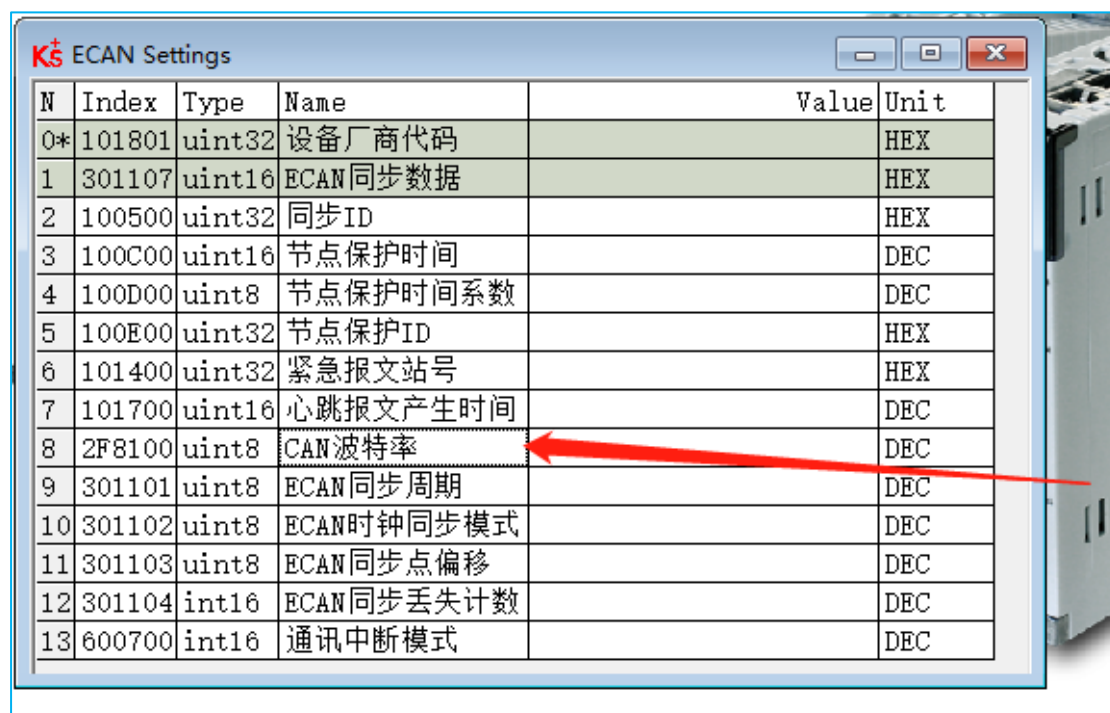 Kṡ ECAN Settings
N Index Type Name Value Unit
0* 101801 uint32 设备厂商代码 HEX
1 301107 uint16 ECAN同步数据 HEX
2 100500 uint32 同步ID HEX
3 100C00 uint16 节点保护时间 DEC
4 100D00 uint8 节点保护时间系数 DEC
5 100E00 uint32 节点保护ID HEX
6 101400 uint32 紧急报文站号 HEX
7 101700 uint16 心跳报文产生时间 DEC
8 2F8100 uint8 CAN波特率 DEC
9 301101 uint8 ECAN同步周期 DEC
10 301102 uint8 ECAN时钟同步模式 DEC
11 301103 uint8 ECAN同步点偏移 DEC
12 301104 int16 ECAN同步丢失计数 DEC
13 600700 int16 通讯中断模式 DEC